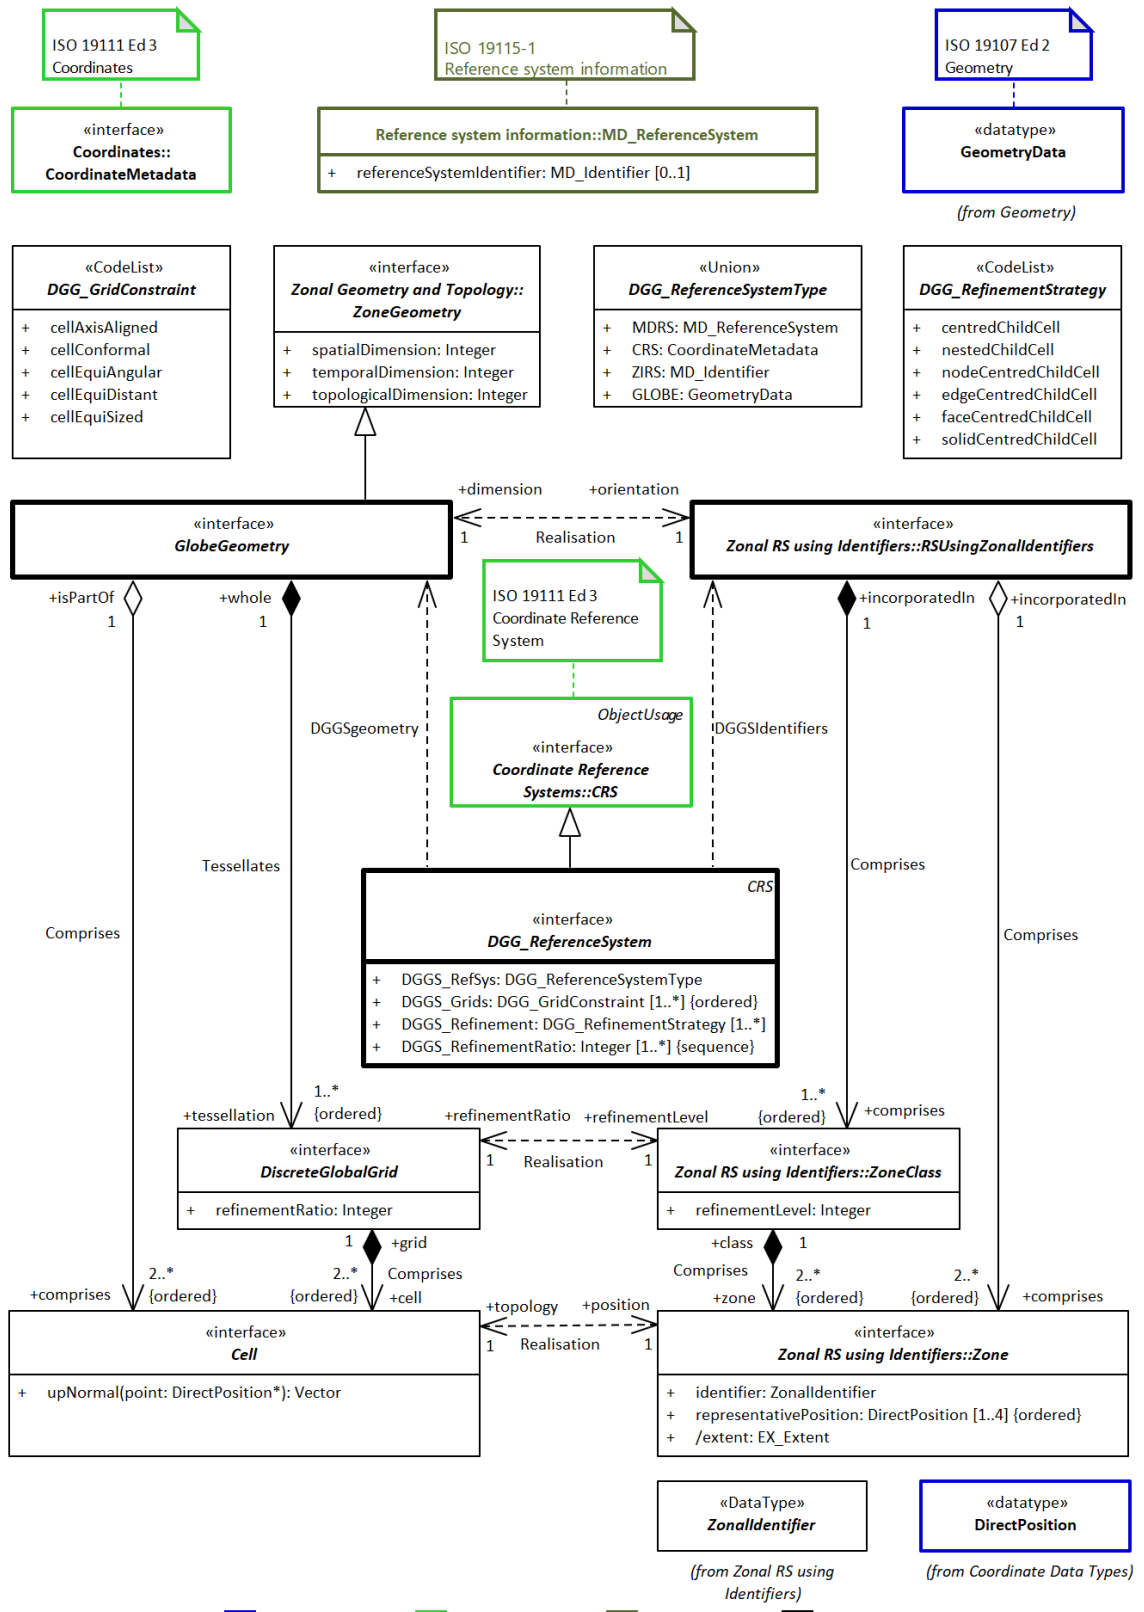 ISO 19111 Ed 3
Coordinates
ISO 19115-1
Reference system information
ISO 19107 Ed 2
Geometry
«interface»
Coordinates::
CoordinateMetadata
Reference system information::MD_ReferenceSystem
+ referenceSystemIdentifier: MD_Identifier [0..1]
«datatype»
GeometryData
(from Geometry)
«CodeList»
DGG_GridConstraint
+ cellAxisAligned
+ cellConformal
+ cellEquiAngular
+ cellEquiDistant
+ cellEquiSized
«interface»
Zonal Geometry and Topology::
ZoneGeometry
+ spatialDimension: Integer
+ temporalDimension: Integer
+ topologicalDimension: Integer
«Union»
DGG_ReferenceSystemType
+ MDRS: MD_ReferenceSystem
+ CRS: CoordinateMetadata
+ ZIRS: MD_Identifier
+ GLOBE: GeometryData
«CodeList»
DGG_RefinementStrategy
+ centredChildCell
+ nestedChildCell
+ nodeCentredChildCell
+ edgeCentredChildCell
+ faceCentredChildCell
+ solidCentredChildCell
«interface»
GlobeGeometry
+dimension +orientation
1 Realisation 1
«interface»
Zonal RS using Identifiers::RSUsingZonalIdentifiers
+isPartOf
1
+whole
1
ISO 19111 Ed 3
Coordinate Reference
System
+incorporatedIn
1
+incorporatedIn
1
DGGSgeometry
ObjectUsage
«interface»
Coordinate Reference
Systems::CRS
DGGSIdentifiers
Tessellates
Comprises
Comprises
Comprises
CRS
«interface»
DGG_ReferenceSystem
+ DGGS_RefSys: DGG_ReferenceSystemType
+ DGGS_Grids: DGG_GridConstraint [1..*] {ordered}
+ DGGS_Refinement: DGG_RefinementStrategy [1..*]
+ DGGS_RefinementRatio: Integer [1..*] {sequence}
+tessellation
1..*
{ordered}
+refinementRatio +refinementLevel
1 Realisation 1
1..*
{ordered}
+comprises
«interface»
DiscreteGlobalGrid
+ refinementRatio: Integer
«interface»
Zonal RS using Identifiers::ZoneClass
+ refinementLevel: Integer
1 +grid
+class 1
+comprises
2..*
{ordered}
2..*
{ordered}
Comprises
+cell
Comprises
+zone
2..*
{ordered}
2..*
{ordered}
+comprises
«interface»
Cell
+ upNormal(point: DirectPosition*): Vector
+topology +position
1 Realisation 1
«interface»
Zonal RS using Identifiers::Zone
+ identifier: ZonalIdentifier
+ representativePosition: DirectPosition [1..4] {ordered}
+ /extent: EX_Extent
«DataType»
ZonalIdentifier
(from Zonal RS using
Identifiers)
«datatype»
DirectPosition
(from Coordinate Data Types)